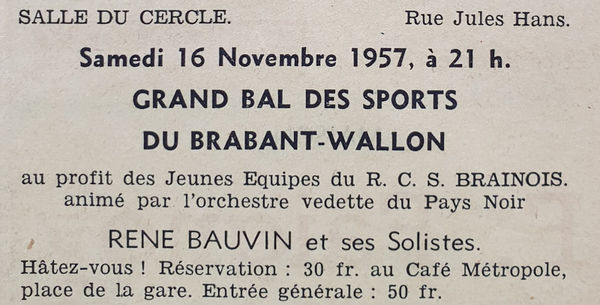 SALLE DU CERCLE. Rue Jules Hans.
Samedi 16 Novembre 1957, à 21 h.
GRAND BAL DES SPORTS
DU BRABANT-WALLON
au profit des Jeunes Equipes du R. C. S. BRAINOIS.
animé par l'orchestre vedette du Pays Noir
RENE BAUVIN et ses Solistes.
Hâtez-vous ! Réservation : 30 fr. au Café Métropole,
place de la gare. Entrée générale : 50 fr.